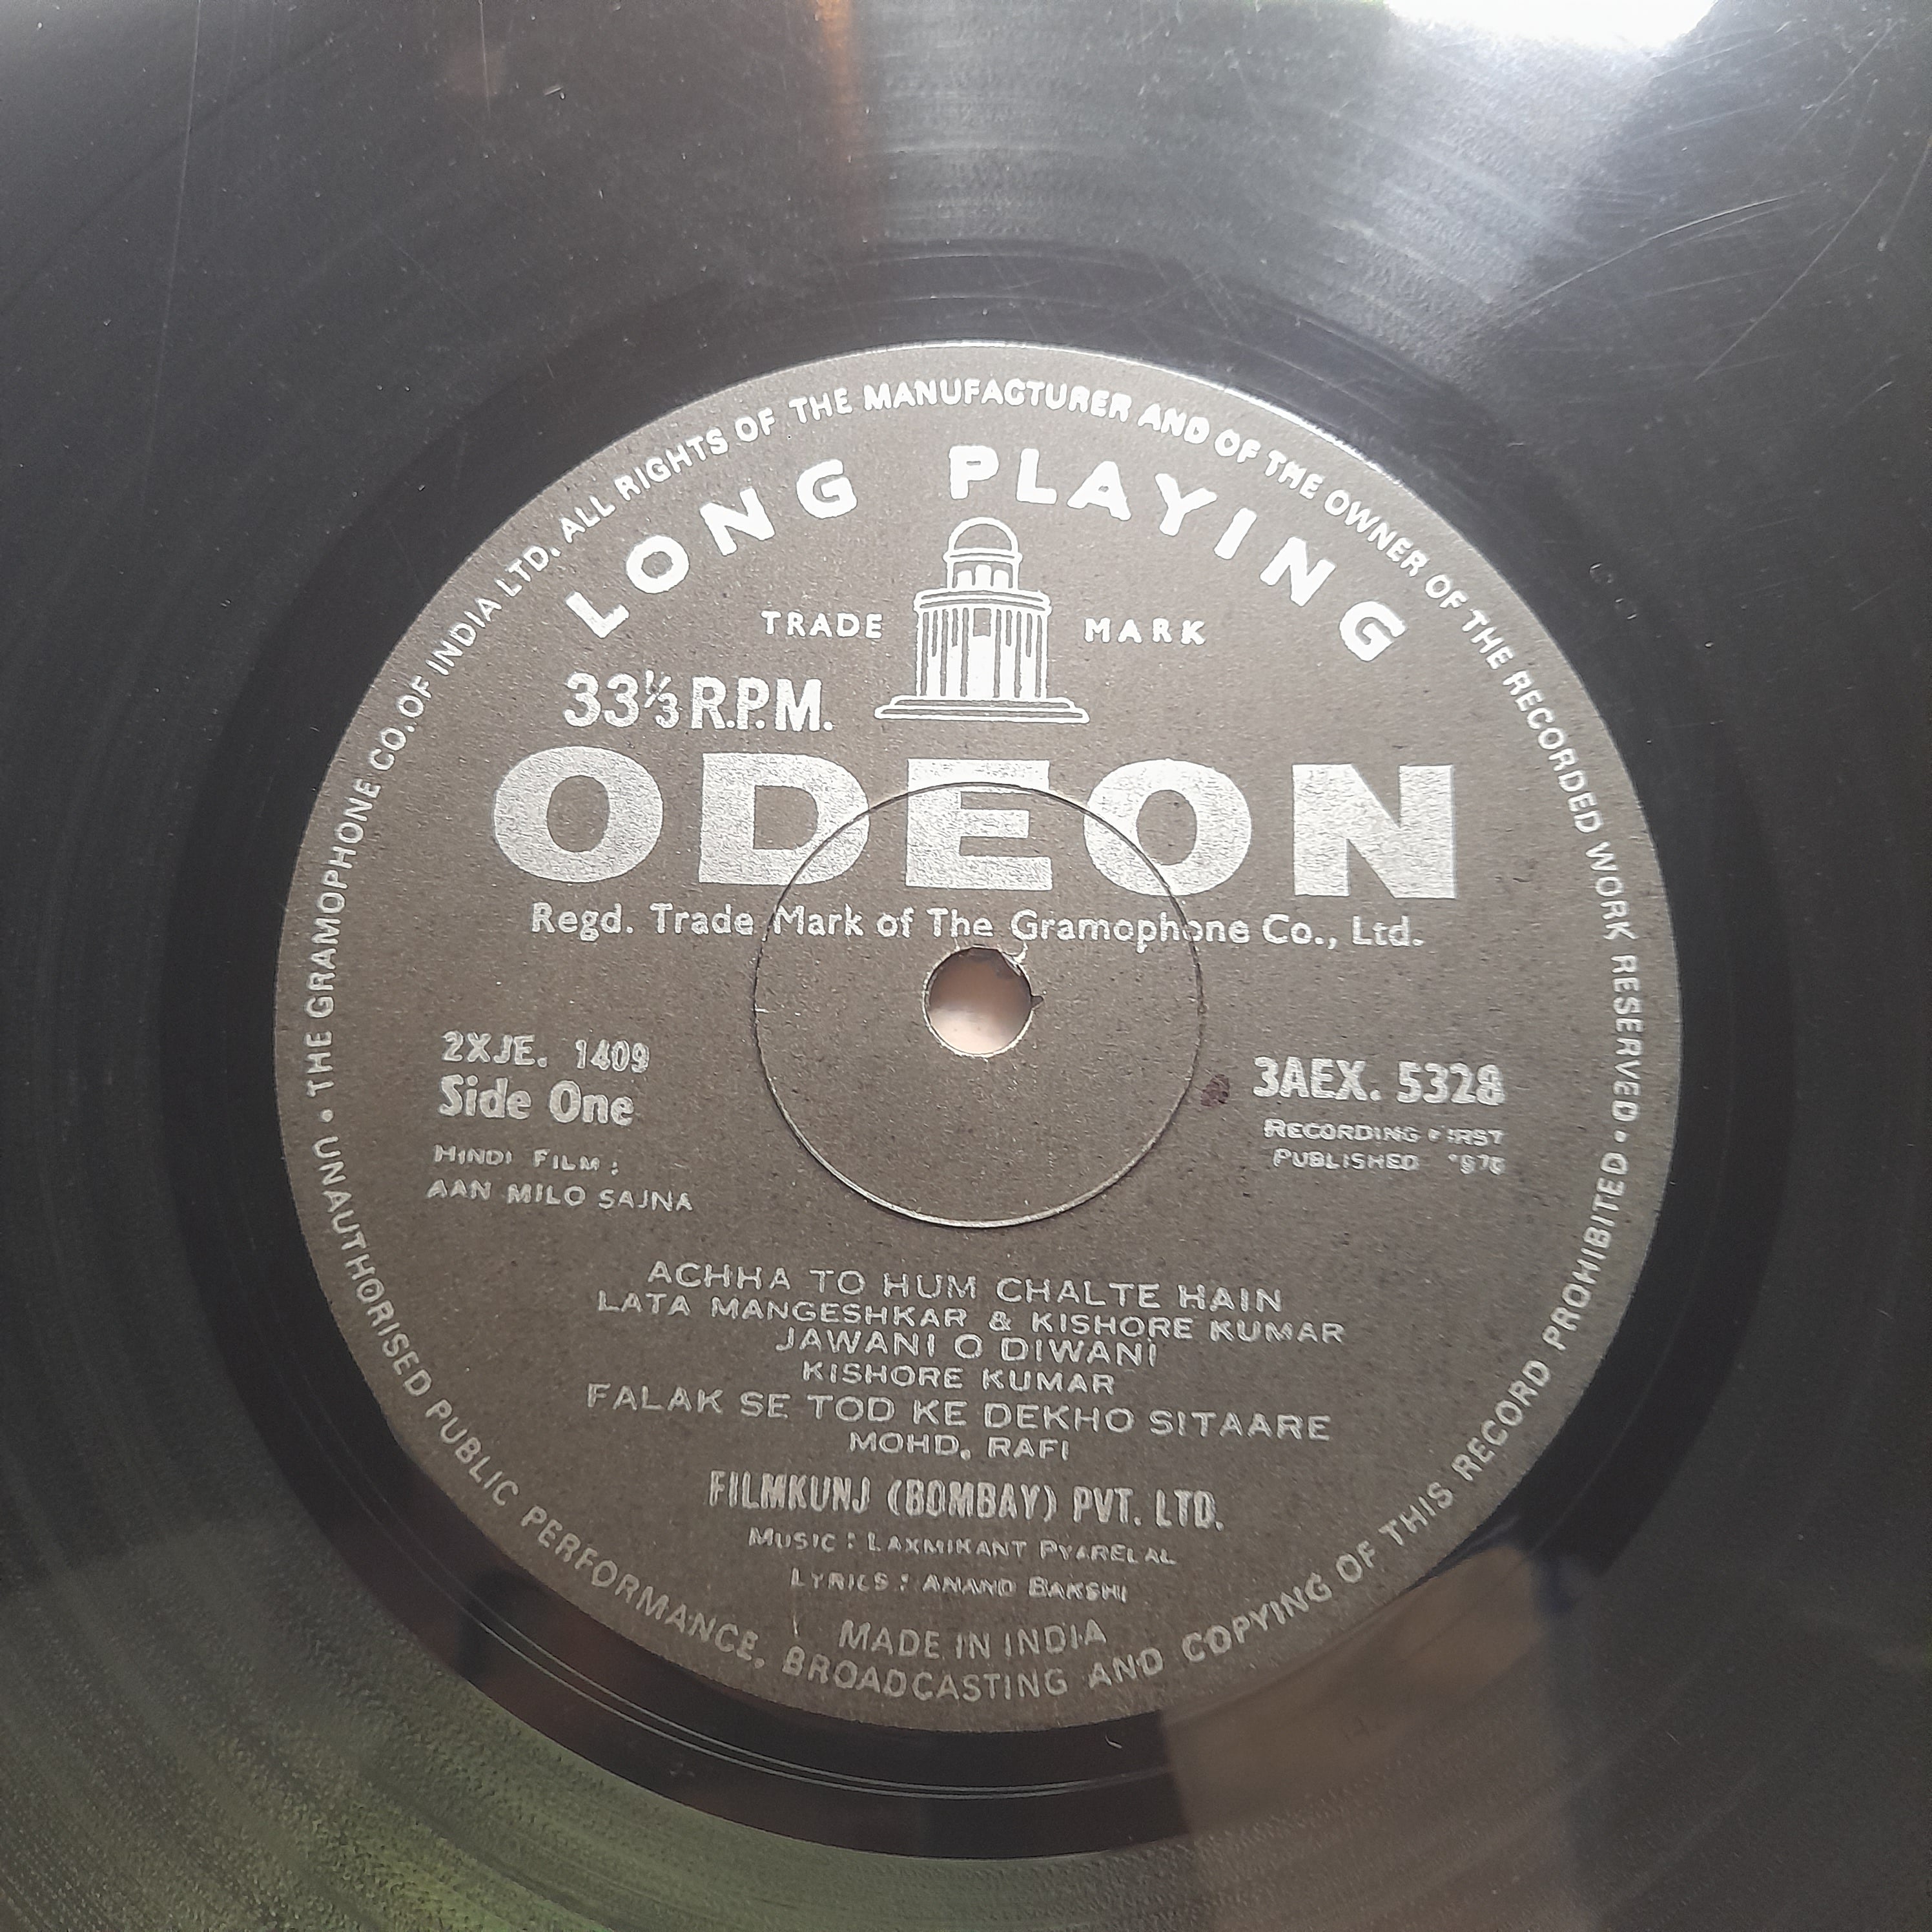 THE GRAMOPHONE CO. OF INDIA LTD. ALL RIGHTS OF THE MANUFACTURER AND OF THE OWNER OF THE RECORDED WORK RESERVED •
LONG PLAYING
TRADE MARK
33⅓ R.P.M.
ODEON
Regd. Trade Mark of The Gramophone Co., Ltd.
2XJE. 1409
Side One
3AEX. 5328
RECORDING FIRST
PUBLISHED
HINDI FILM :
AAN MILO SAJNA
ACHHA TO HUM CHALTE HAIN
LATA MANGESHKAR & KISHORE KUMAR
JAWANI O DIWANI
KISHORE KUMAR
FALAK SE TOD KE DEKHO SITAARE
MOHD. RAFI
FILMKUNJ (BOMBAY) PVT. LTD.
MUSIC : LAXMIKANT PYARELAL
LYRICS : ANAND BAKSHI
MADE IN INDIA
UNAUTHORISED PUBLIC PERFORMANCE, BROADCASTING AND COPYING OF THIS RECORD PROHIBITED •